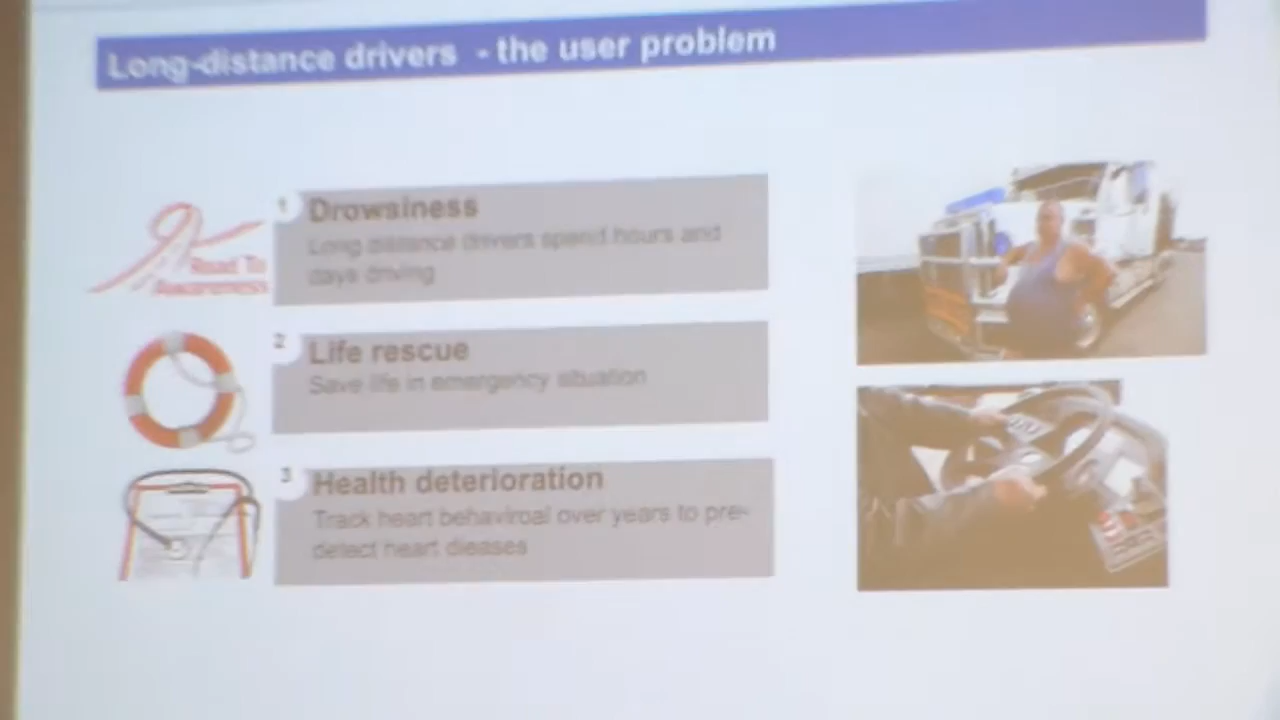 Long-distance drivers - the user problem
1
Drowsiness
Long distance drivers spend hours and
days driving
Road To
Awareness
2
Life rescue
Save life in emergency situation
3
Health deterioration
Track heart behaviroal over years to pre-
detect heart dieases